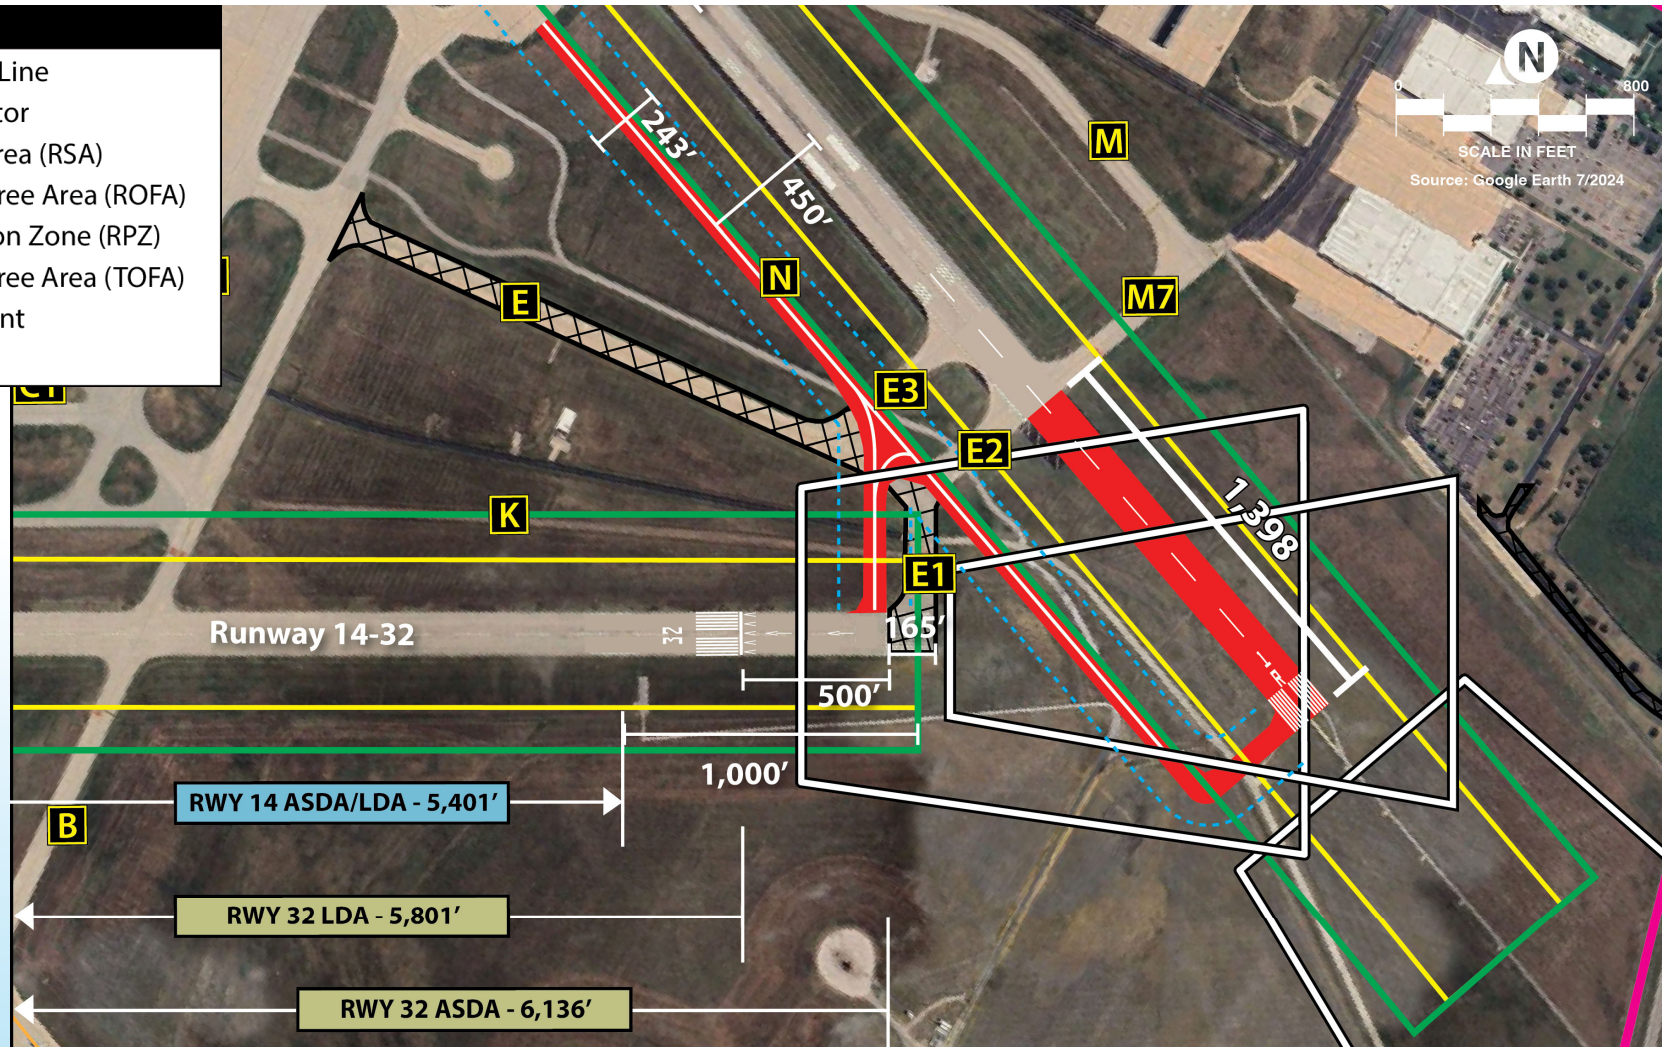 Line
tor
rea (RSA)
ree Area (ROFA)
on Zone (RPZ)
ree Area (TOFA)
nt
N
0
800
SCALE IN FEET
Source: Google Earth 7/2024
M
243’
450’
N
M7
E
E3
E2
1,398
K
E1
Runway 14-32
32
165’
500’
1,000’
RWY 14 ASDA/LDA - 5,401’
B
RWY 32 LDA - 5,801’
RWY 32 ASDA - 6,136’